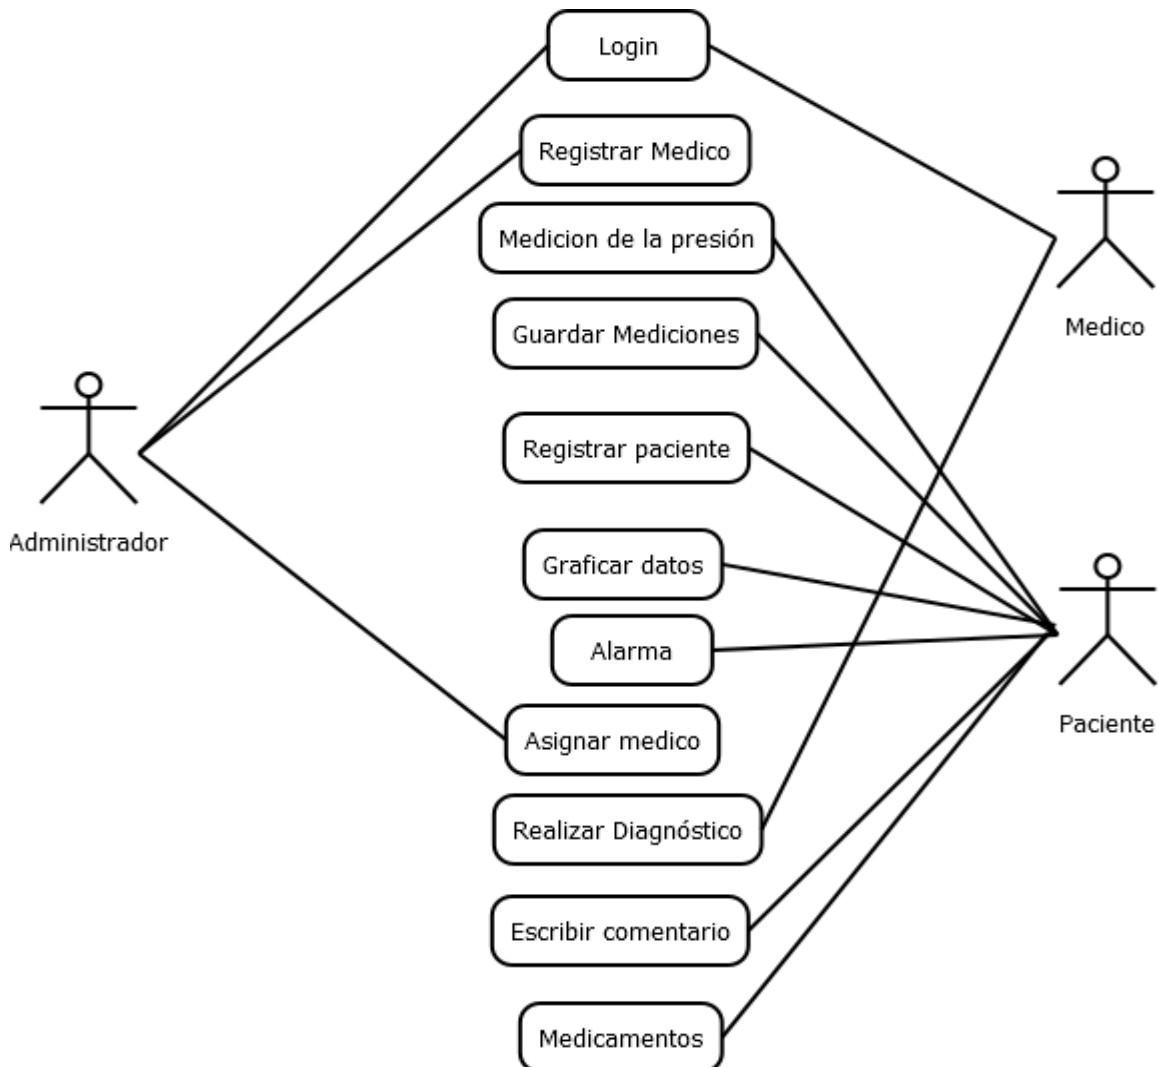 Login
Registrar Medico
Medicion de la presión
Medico
Guardar Mediciones
Registrar paciente
Administrador
Graficar datos
Alarma
Paciente
Asignar medico
Realizar Diagnóstico
Escribir comentario
Medicamentos